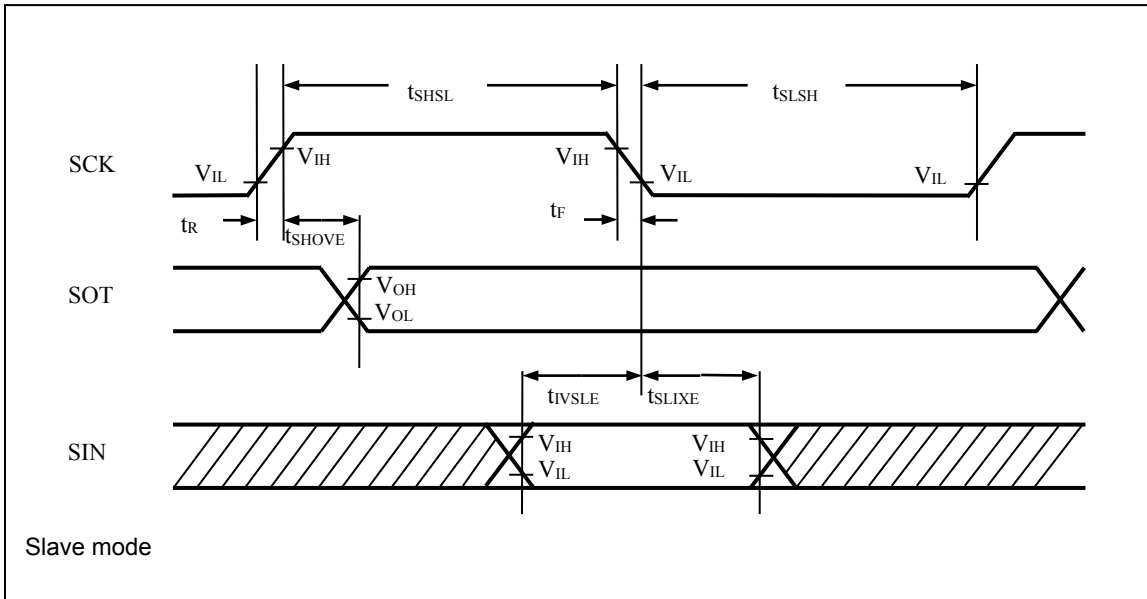 tSHSL
tSLSH
SCK
VIL
VIH
VIH
VIL
VIL
tR
tSHOVE
tF
SOT
VOH
VOL
tIVSLE
tSLIXE
SIN
VIH
VIH
VIL
VIL
Slave mode